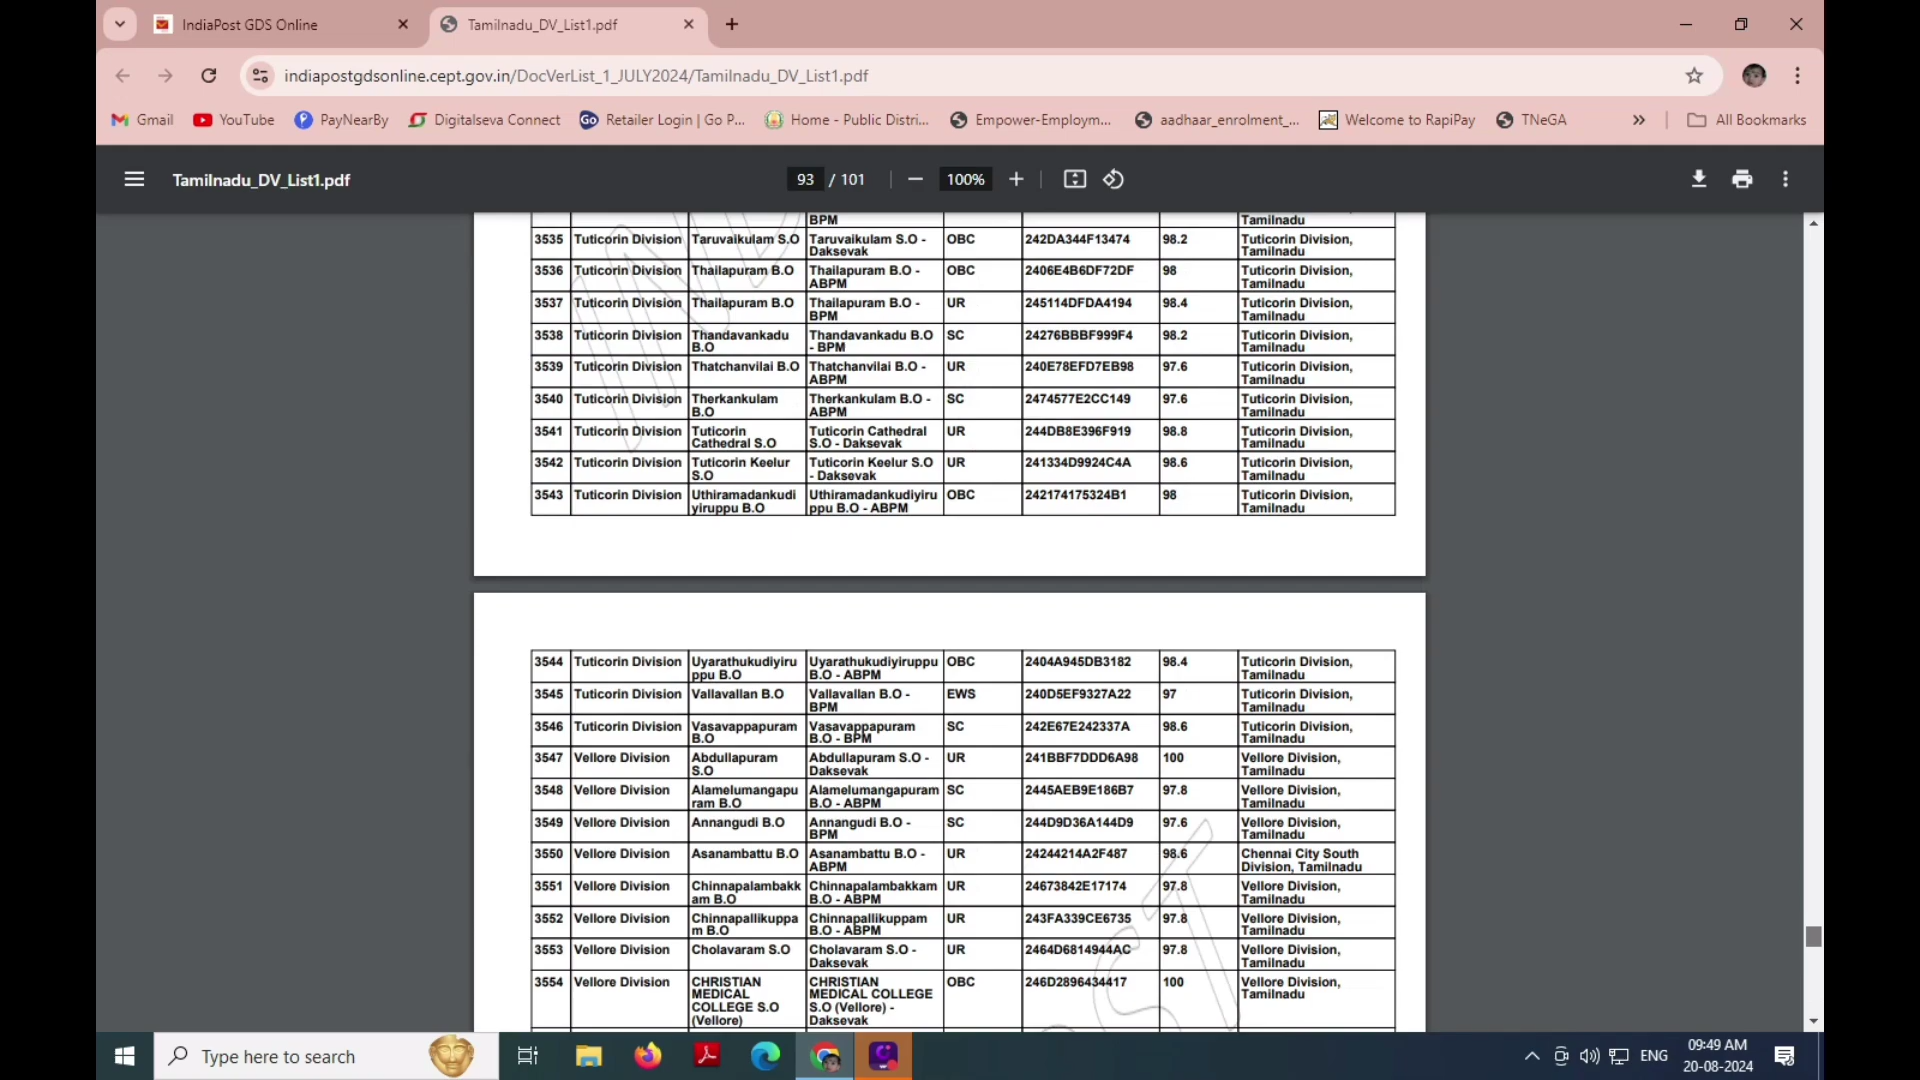 IndiaPost GDS Online
Tamilnadu_DV_List1.pdf
indiapostgdsonline.cept.gov.in/DocVerList_1_JULY2024/Tamilnadu_DV_List1.pdf
Gmail YouTube PayNearBy Digitalseva Connect Go Retailer Login | Go P... Home - Public Distri... Empower-Employm... aadhaar_enrolment_... Welcome to RapiPay TNeGA » All Bookmarks
Tamilnadu_DV_List1.pdf 93 / 101 100%
BPM Tamilnadu
3535 Tuticorin Division Taruvaikulam S.O Taruvaikulam S.O - OBC 242DA344F13474 98.2 Tuticorin Division,
Daksevak Tamilnadu
3536 Tuticorin Division Thailapuram B.O Thailapuram B.O - OBC 2406E4B6DF72DF 98 Tuticorin Division,
ABPM Tamilnadu
3537 Tuticorin Division Thailapuram B.O Thailapuram B.O - UR 245114DFDA4194 98.4 Tuticorin Division,
BPM Tamilnadu
3538 Tuticorin Division Thandavankadu Thandavankadu B.O SC 24276BBBF999F4 98.2 Tuticorin Division,
B.O - BPM Tamilnadu
3539 Tuticorin Division Thatchanvilai B.O Thatchanvilai B.O - UR 240E78EFD7EB98 97.6 Tuticorin Division,
ABPM Tamilnadu
3540 Tuticorin Division Therkankulam Therkankulam B.O - SC 2474577E2CC149 97.6 Tuticorin Division,
B.O ABPM Tamilnadu
3541 Tuticorin Division Tuticorin Tuticorin Cathedral UR 244DB8E396F919 98.8 Tuticorin Division,
Cathedral S.O S.O - Daksevak Tamilnadu
3542 Tuticorin Division Tuticorin Keelur Tuticorin Keelur S.O UR 241334D9924C4A 98.6 Tuticorin Division,
S.O - Daksevak Tamilnadu
3543 Tuticorin Division Uthiramadankudi Uthiramadankudiyiru OBC 242174175324B1 98 Tuticorin Division,
yiruppu B.O ppu B.O - ABPM Tamilnadu
3544 Tuticorin Division Uyarathukudiyiru Uyarathukudiyiruppu OBC 2404A945DB3182 98.4 Tuticorin Division,
ppu B.O B.O - ABPM Tamilnadu
3545 Tuticorin Division Vallavallan B.O Vallavallan B.O - EWS 240D5EF9327A22 97 Tuticorin Division,
BPM Tamilnadu
3546 Tuticorin Division Vasavappapuram Vasavappapuram SC 242E67E242337A 98.6 Tuticorin Division,
B.O B.O - BPM Tamilnadu
3547 Vellore Division Abdullapuram Abdullapuram S.O - UR 241BBF7DDD6A98 100 Vellore Division,
S.O Daksevak Tamilnadu
3548 Vellore Division Alamelumangapu Alamelumangapuram SC 2445AEB9E186B7 97.8 Vellore Division,
ram B.O B.O - ABPM Tamilnadu
3549 Vellore Division Annangudi B.O Annangudi B.O - SC 244D9D36A144D9 97.6 Vellore Division,
BPM Tamilnadu
3550 Vellore Division Asanambattu B.O Asanambattu B.O - UR 24244214A2F487 98.6 Chennai City South
ABPM Division, Tamilnadu
3551 Vellore Division Chinnapalambakk Chinnapalambakkam UR 24673842E17174 97.8 Vellore Division,
am B.O B.O - ABPM Tamilnadu
3552 Vellore Division Chinnapallikuppa Chinnapallikuppam UR 243FA339CE6735 97.8 Vellore Division,
m B.O B.O - ABPM Tamilnadu
3553 Vellore Division Cholavaram S.O Cholavaram S.O - UR 2464D6814944AC 97.8 Vellore Division,
Daksevak Tamilnadu
3554 Vellore Division CHRISTIAN CHRISTIAN OBC 246D2896434417 100 Vellore Division,
MEDICAL MEDICAL COLLEGE Tamilnadu
COLLEGE S.O S.O (Vellore) -
(Vellore) Daksevak
Type here to search ENG 09:49 AM
20-08-2024